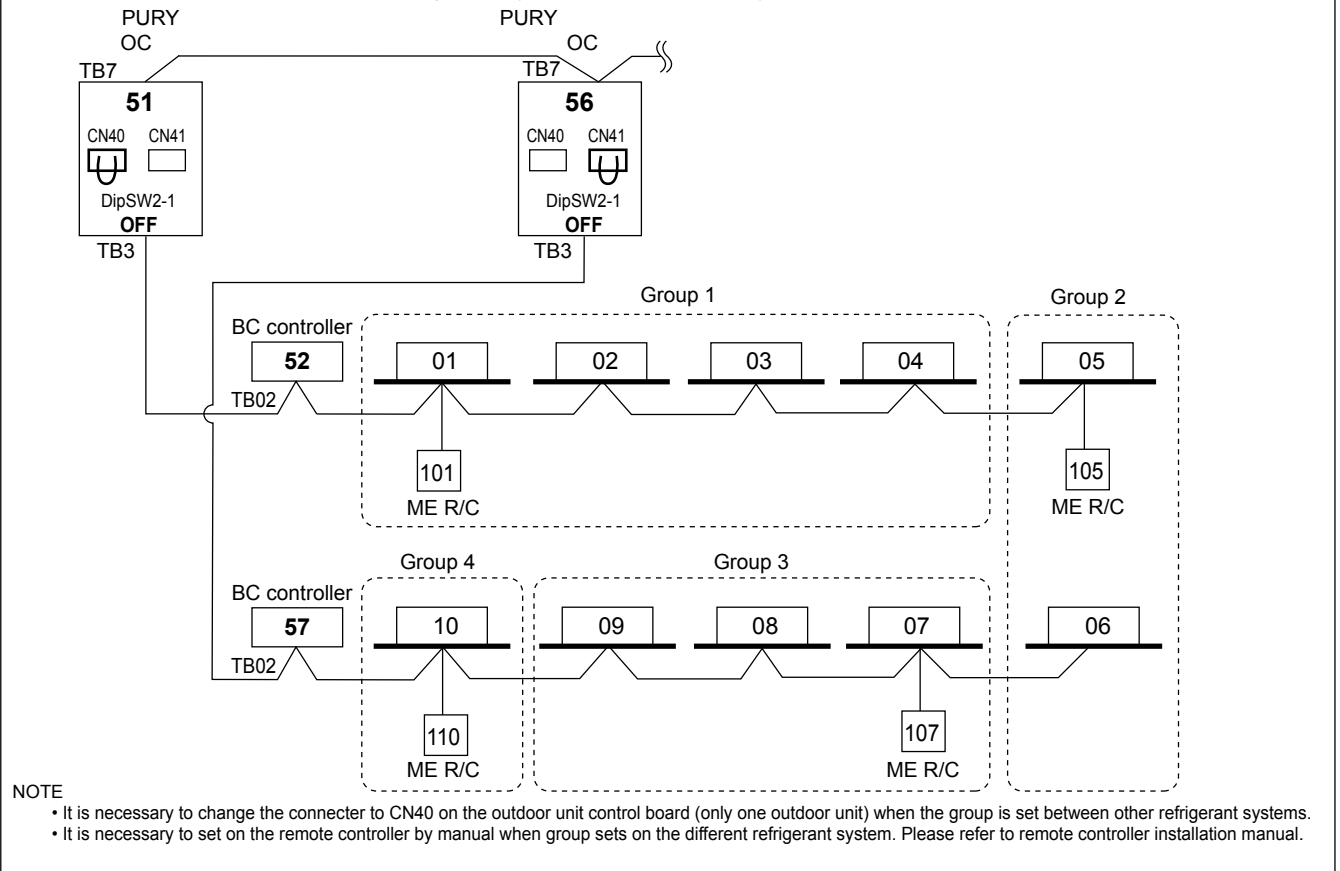 PURY PURY
OC OC
TB7 TB7
51 56
CN40 CN41 CN40 CN41
DipSW2-1 DipSW2-1
OFF OFF
TB3 TB3
Group 1 Group 2
BC controller
52 01 02 03 04 05
TB02
101 105
ME R/C ME R/C
Group 4 Group 3
BC controller
57 10 09 08 07 06
TB02
110 107
ME R/C ME R/C
NOTE
• It is necessary to change the connecter to CN40 on the outdoor unit control board (only one outdoor unit) when the group is set between other refrigerant systems.
• It is necessary to set on the remote controller by manual when group sets on the different refrigerant system. Please refer to remote controller installation manual.